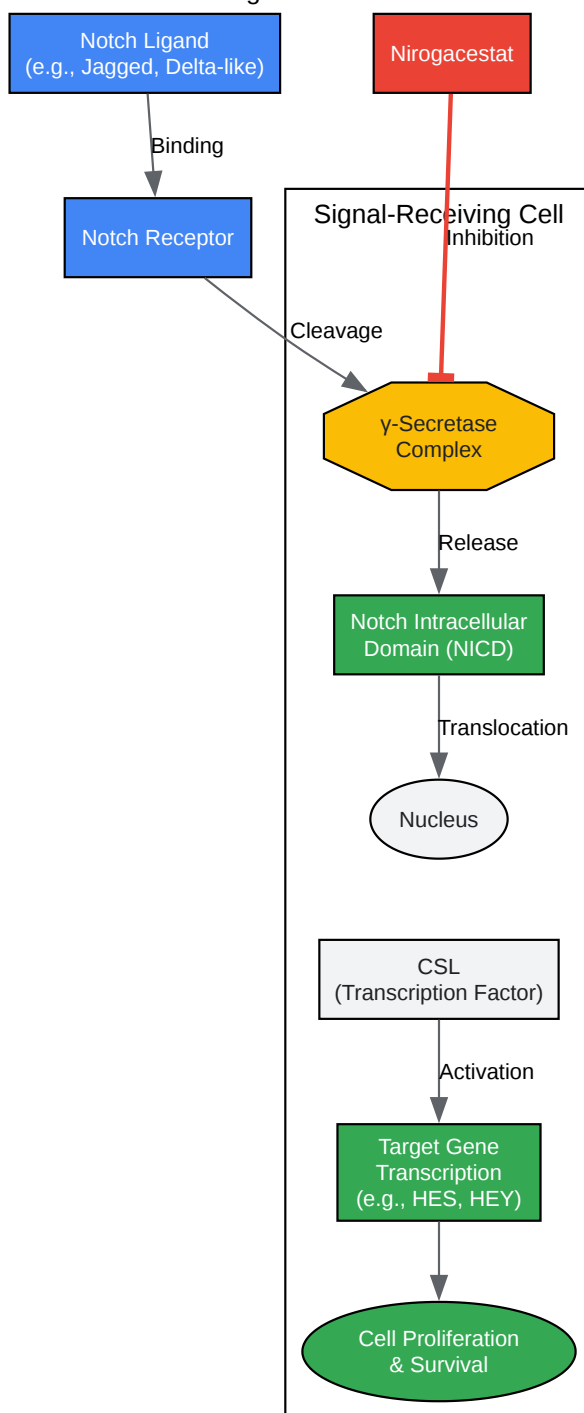 Notch Ligand
(e.g., Jagged, Delta-like)
Nirogacestat
Binding
Notch Receptor
Signal-Receiving Cell
Inhibition
Cleavage
γ-Secretase
Complex
Release
Notch Intracellular
Domain (NICD)
Translocation
Nucleus
CSL
(Transcription Factor)
Activation
Target Gene
Transcription
(e.g., HES, HEY)
Cell Proliferation
& Survival